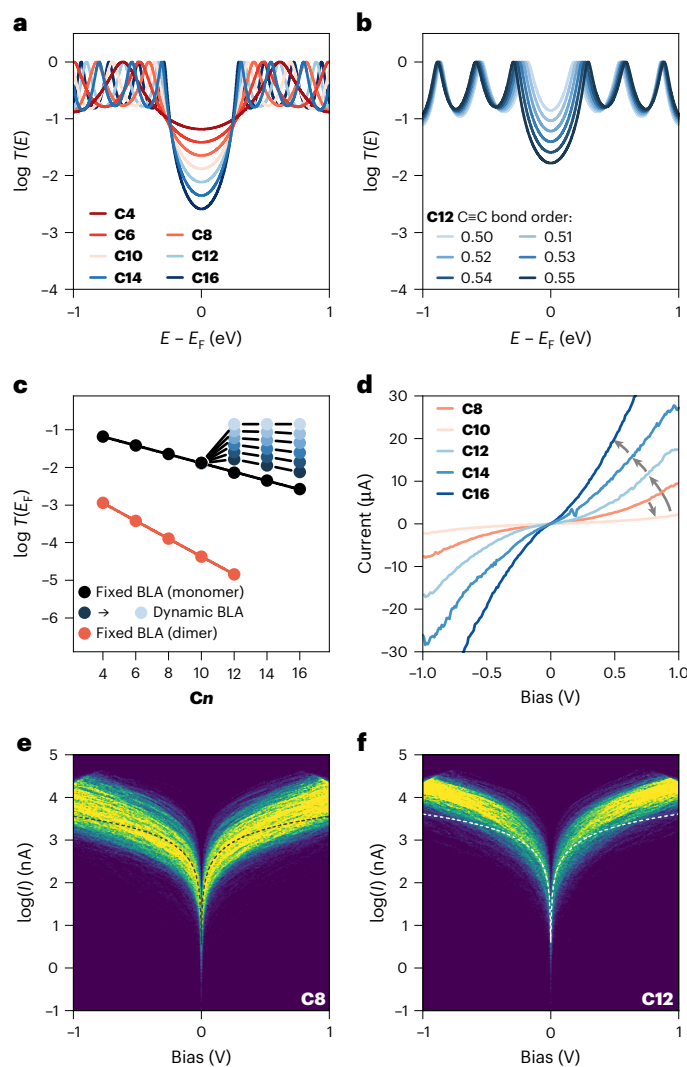 a
log T(E)
0
−1
−2
−3
−4
C4
C6 C8
C10 C12
C14 C16
−1 0 1
E − E_F (eV)
b
log T(E)
0
−1
−2
−3
−4
C12 C≡C bond order:
0.50 0.51
0.52 0.53
0.54 0.55
−1 0 1
E − E_F (eV)
c
log T(E_F)
−1
−2
−3
−4
−5
−6
Fixed BLA (monomer)
→ Dynamic BLA
Fixed BLA (dimer)
4 6 8 10 12 14 16
Cn
d
Current (μA)
30
20
10
0
−10
−20
−30
C8
C10
C12
C14
C16
−1.0 −0.5 0 0.5 1.0
Bias (V)
e
log(I) (nA)
5
4
3
2
1
0
−1
C8
−1 0 1
Bias (V)
f
log(I) (nA)
5
4
3
2
1
0
−1
C12
−1 0 1
Bias (V)